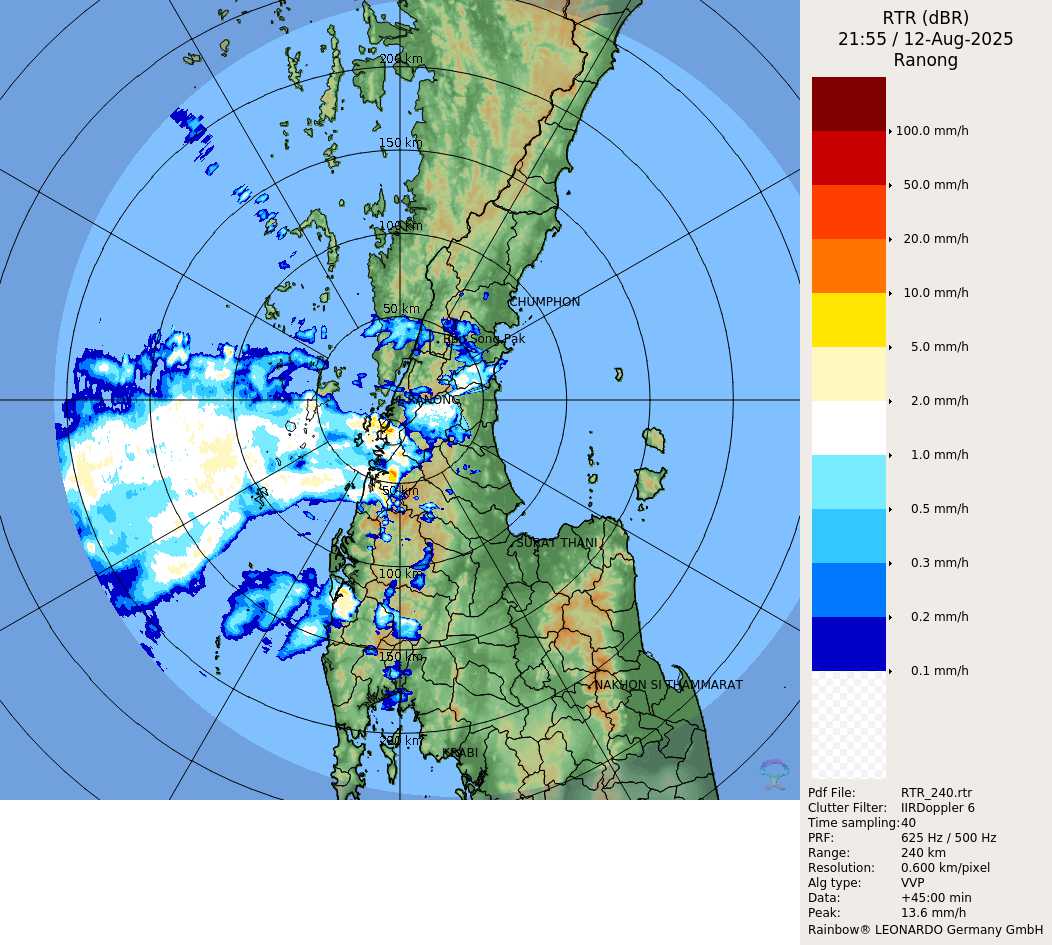 RTR (dBR)
21:55 / 12-Aug-2025
Ranong
200 km
150 km
100 km
50 km
CHUMPHON
Song Pak
RANONG
50 km
SURAT THANI
100 km
150 km
NAKHON SI THAMMARAT
200 km
KRABI
100.0 mm/h
50.0 mm/h
20.0 mm/h
10.0 mm/h
5.0 mm/h
2.0 mm/h
1.0 mm/h
0.5 mm/h
0.3 mm/h
0.2 mm/h
0.1 mm/h
Pdf File: RTR_240.rtr
Clutter Filter: IIRDoppler 6
Time sampling: 40
PRF: 625 Hz / 500 Hz
Range: 240 km
Resolution: 0.600 km/pixel
Alg type: VVP
Data: +45:00 min
Peak: 13.6 mm/h
Rainbow® LEONARDO Germany GmbH